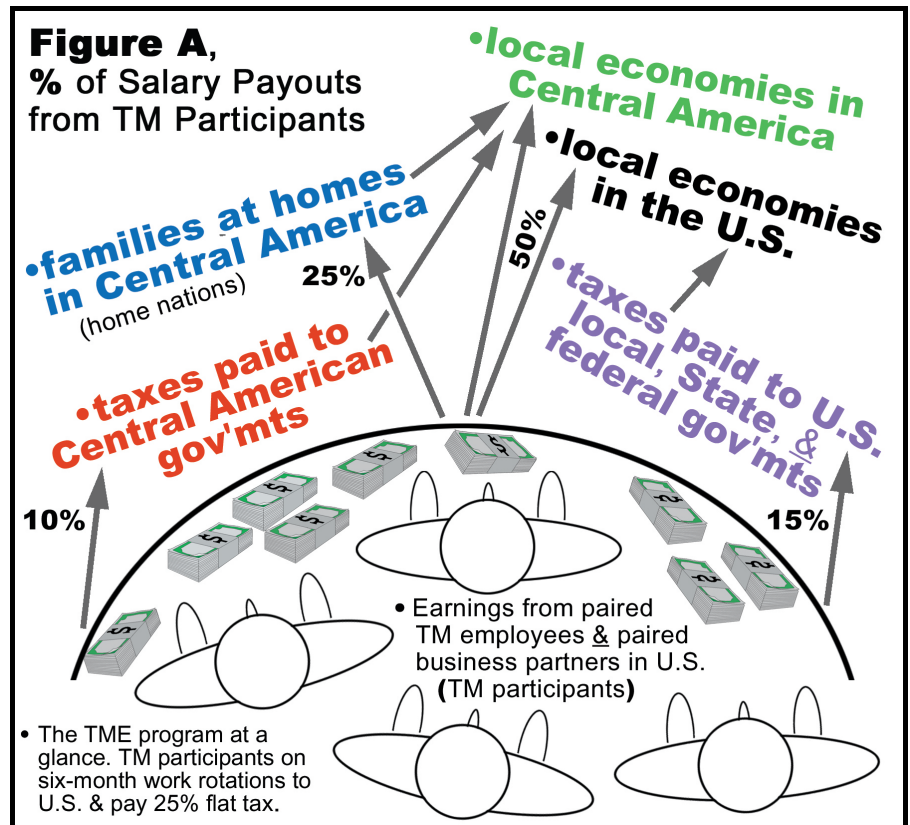 Figure A,
% of Salary Payouts
from TM Participants
•local economies in
Central America
•local economies
in the U.S.
•families at homes
in Central America
(home nations)
25%
50%
•taxes paid to
Central American
gov'mts
•taxes paid to U.S.
local, State, &
federal gov'mts
10%
15%
$
$
$
$
$
$
$
$
$
• Earnings from paired
TM employees & paired
business partners in U.S.
(TM participants)
• The TME program at a
glance. TM participants on
six-month work rotations to
U.S. & pay 25% flat tax.